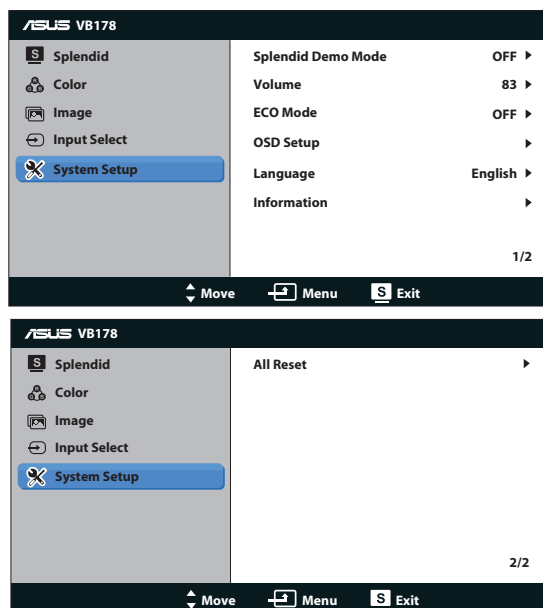 ASUS VB178
S Splendid
Color
Image
Input Select
System Setup
Splendid Demo Mode OFF
Volume 83
ECO Mode OFF
OSD Setup
Language English
Information
1/2
Move Menu S Exit
ASUS VB178
S Splendid
Color
Image
Input Select
System Setup
All Reset
2/2
Move Menu S Exit